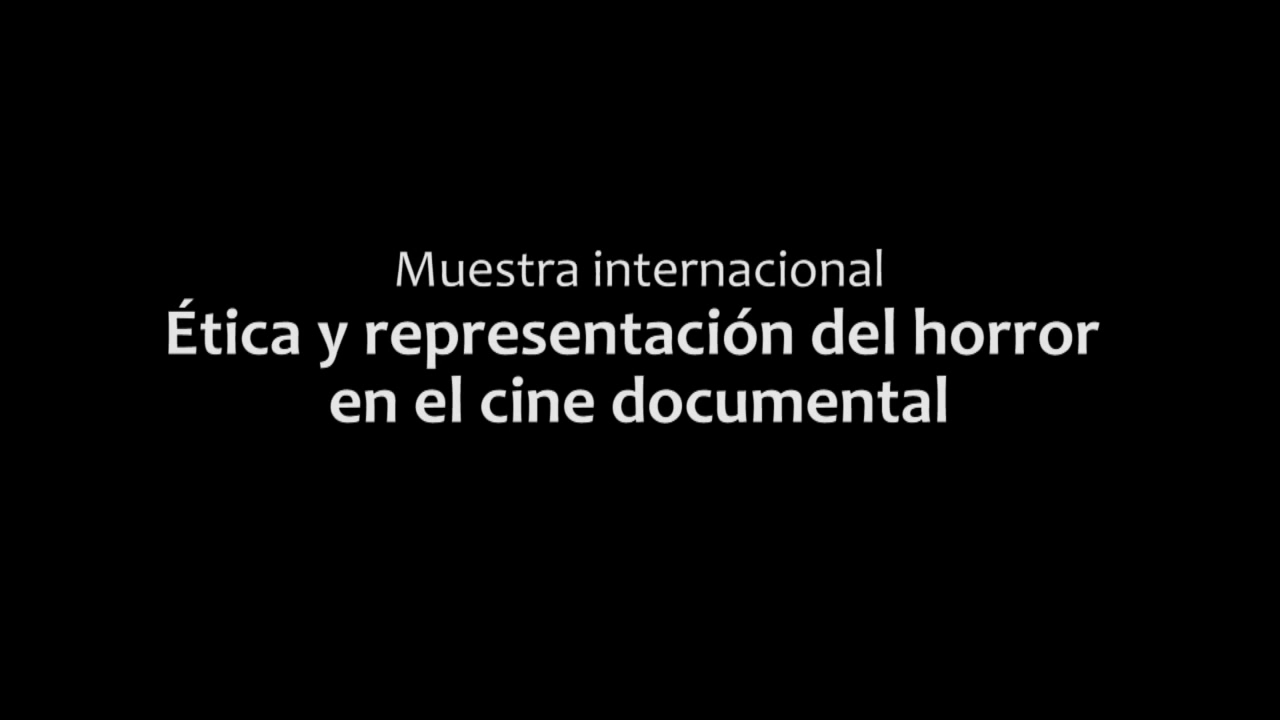 Muestra internacional
Ética y representación del horror
en el cine documental